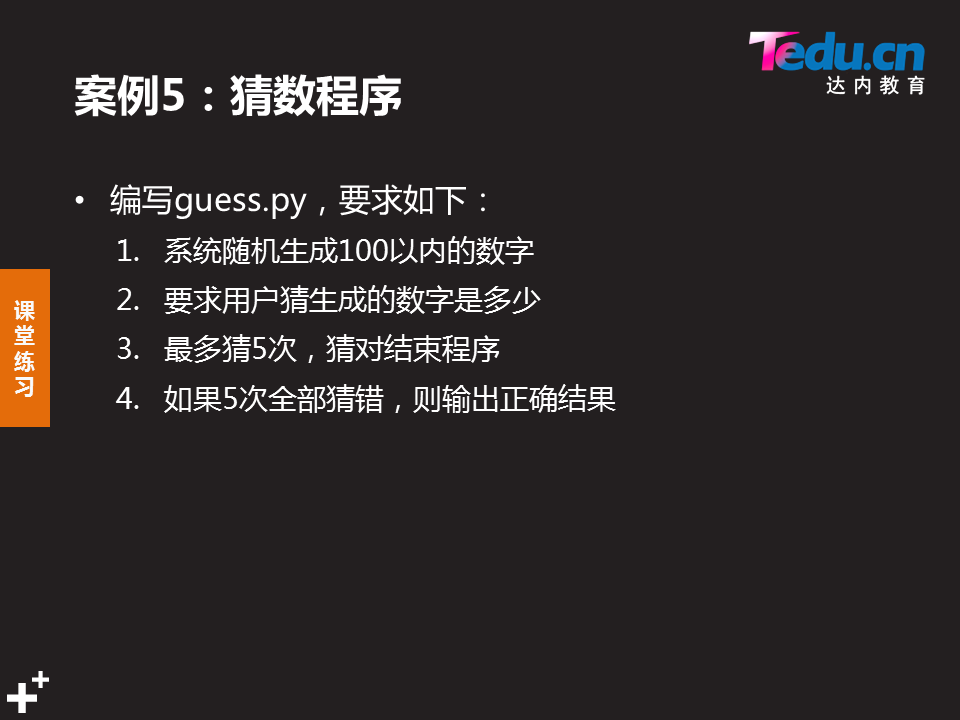 Tedu.cn
达内教育
案例5：猜数程序
• 编写guess.py，要求如下：
1. 系统随机生成100以内的数字
2. 要求用户猜生成的数字是多少
3. 最多猜5次，猜对结束程序
4. 如果5次全部猜错，则输出正确结果
课堂练习